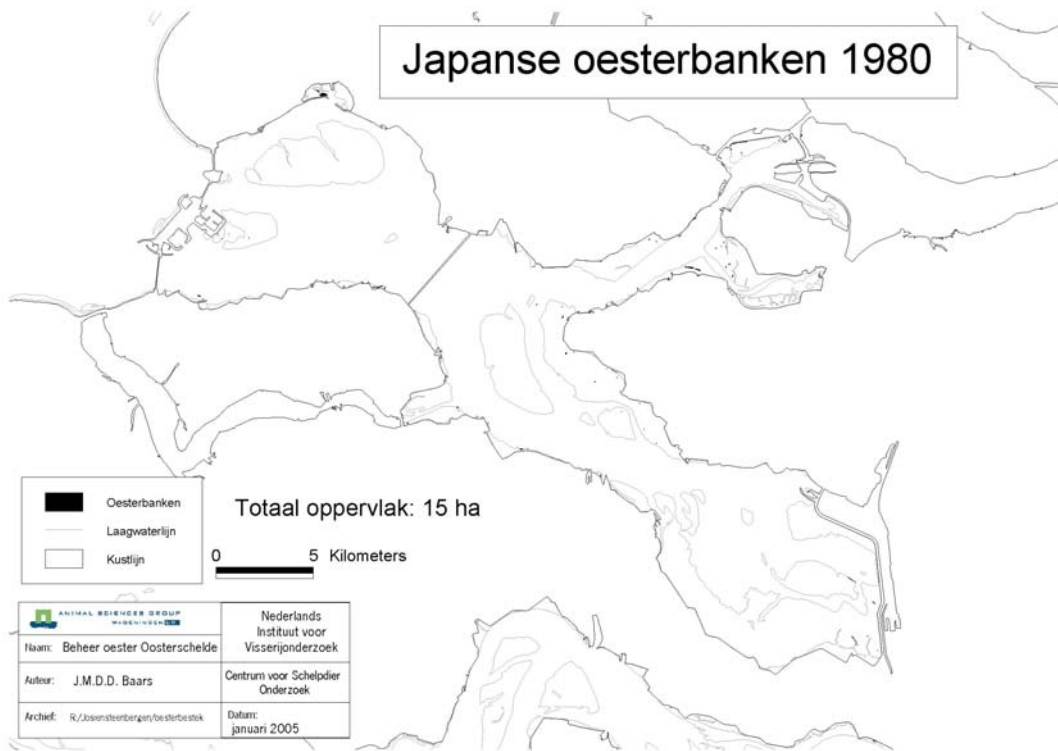 Japanse oesterbanken 1980
Oesterbanken
Laagwaterlijn
Kustlijn
Totaal oppervlak: 15 ha
0 5 Kilometers
ANIMAL SCIENCES GROUP
WAGENINGEN UR
Nederlands
Instituut voor
Visserijonderzoek
Naam: Beheer oester Oosterschelde
Auteur: J.M.D.D. Baars
Centrum voor Schelpdier
Onderzoek
Archief: R:/Josiensteenbergen/oesterbestek
Datum:
januari 2005